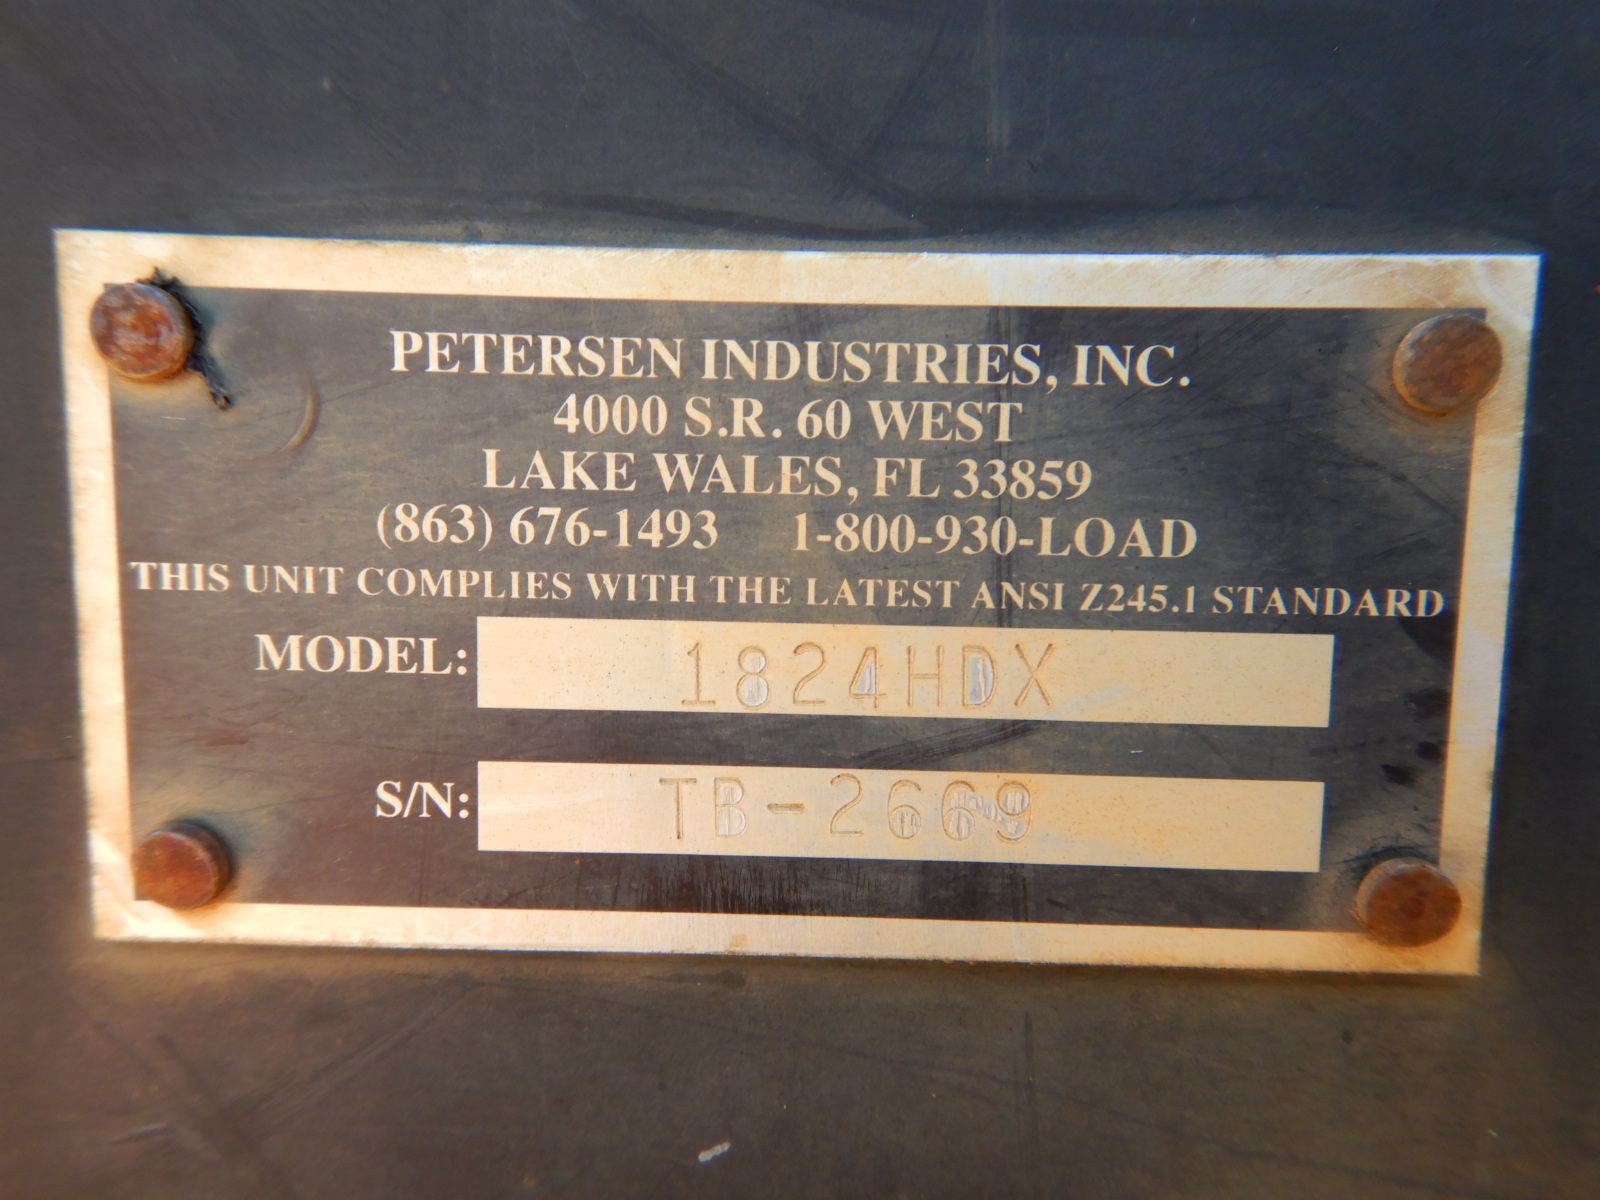 PETERSEN INDUSTRIES, INC.
4000 S.R. 60 WEST
LAKE WALES, FL 33859
(863) 676-1493 1-800-930-LOAD
THIS UNIT COMPLIES WITH THE LATEST ANSI Z245.1 STANDARD
MODEL: 1824HDX
S/N: TB-2669